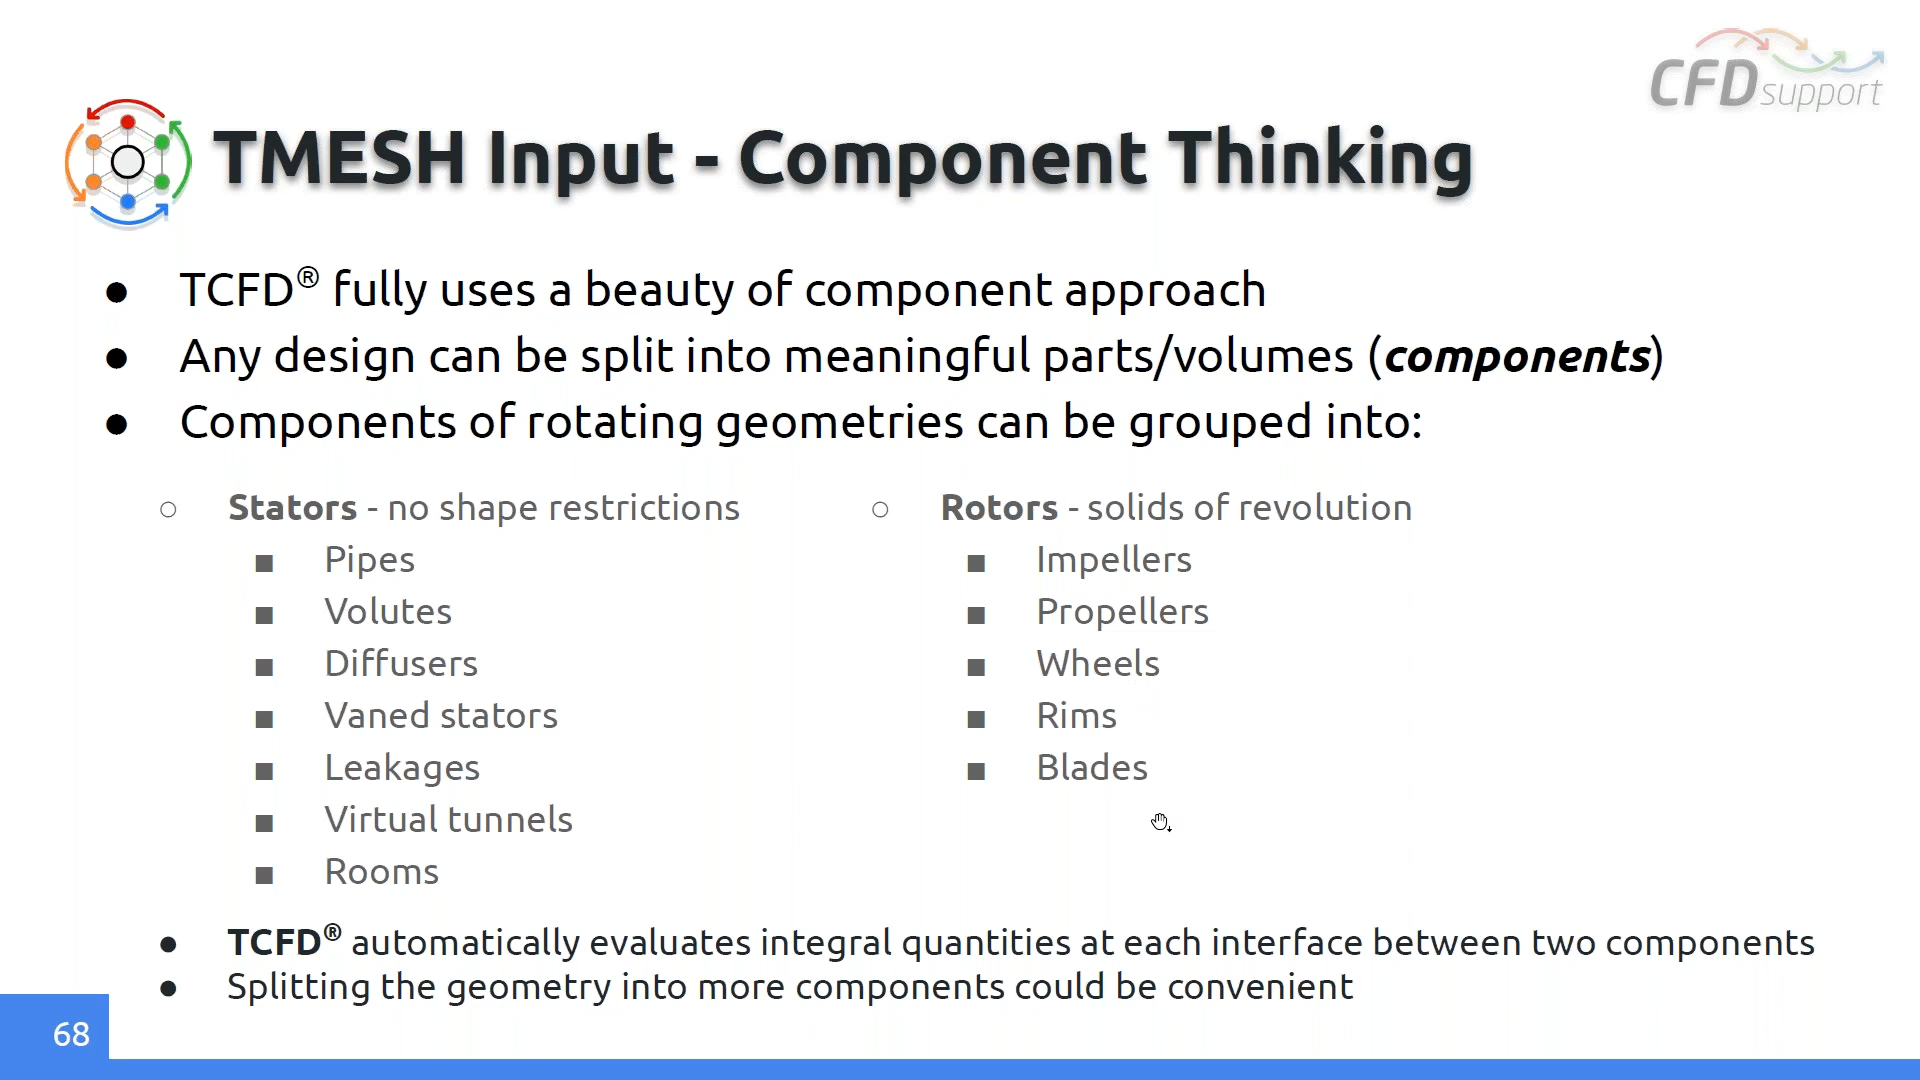 CFDsupport
TMESH Input - Component Thinking
● TCFD® fully uses a beauty of component approach
● Any design can be split into meaningful parts/volumes (components)
● Components of rotating geometries can be grouped into:
○ Stators - no shape restrictions
■ Pipes
■ Volutes
■ Diffusers
■ Vaned stators
■ Leakages
■ Virtual tunnels
■ Rooms
○ Rotors - solids of revolution
■ Impellers
■ Propellers
■ Wheels
■ Rims
■ Blades
● TCFD® automatically evaluates integral quantities at each interface between two components
● Splitting the geometry into more components could be convenient
68